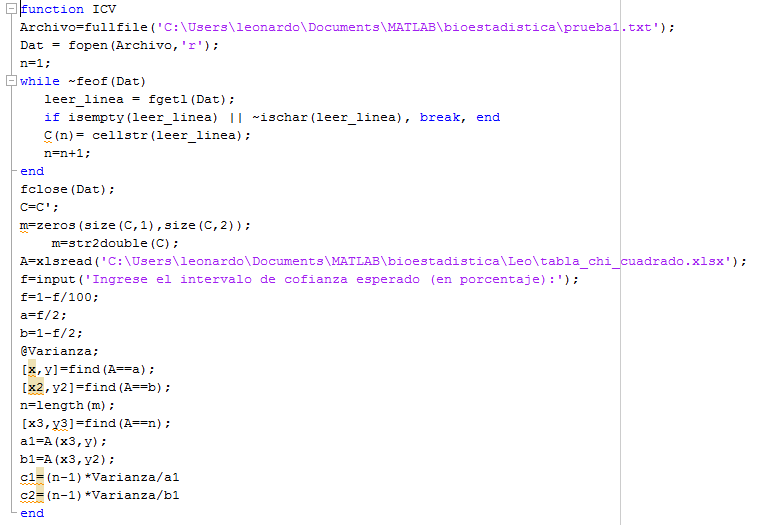 function ICV
Archivo=fullfile('C:\Users\leonardo\Documents\MATLAB\bioestadistica\prueba1.txt');
Dat = fopen(Archivo,'r');
n=1;
while ~feof(Dat)
leer_linea = fgetl(Dat);
if isempty(leer_linea) || ~ischar(leer_linea), break, end
C(n)= cellstr(leer_linea);
n=n+1;
end
fclose(Dat);
C=C';
m=zeros(size(C,1),size(C,2));
m=str2double(C);
A=xlsread('C:\Users\leonardo\Documents\MATLAB\bioestadistica\Leo\tabla_chi_cuadrado.xlsx');
f=input('Ingrese el intervalo de cofianza esperado (en porcentaje):');
f=1-f/100;
a=f/2;
b=1-f/2;
@Varianza;
[x,y]=find(A==a);
[x2,y2]=find(A==b);
n=length(m);
[x3,y3]=find(A==n);
a1=A(x3,y);
b1=A(x3,y2);
c1=(n-1)*Varianza/a1
c2=(n-1)*Varianza/b1
end